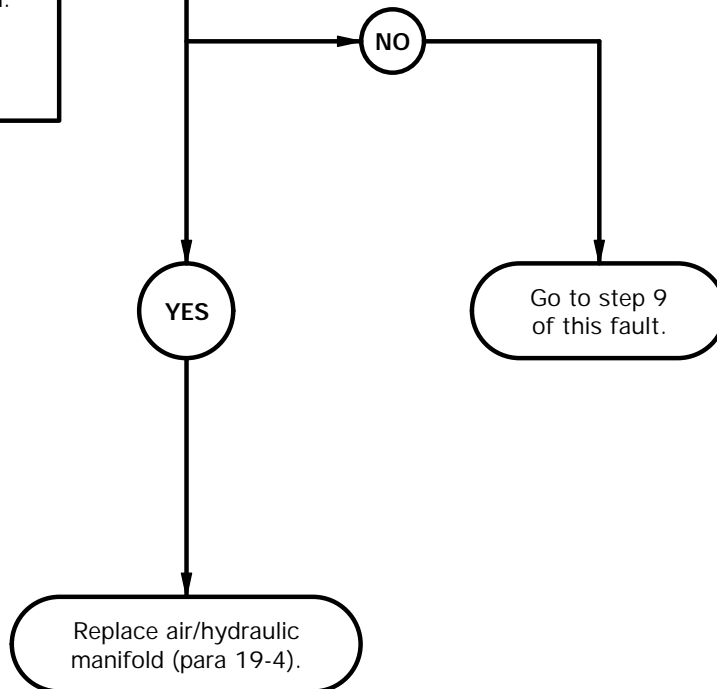 NO
YES
Go to step 9
of this fault.
Replace air/hydraulic
manifold (para 19-4).